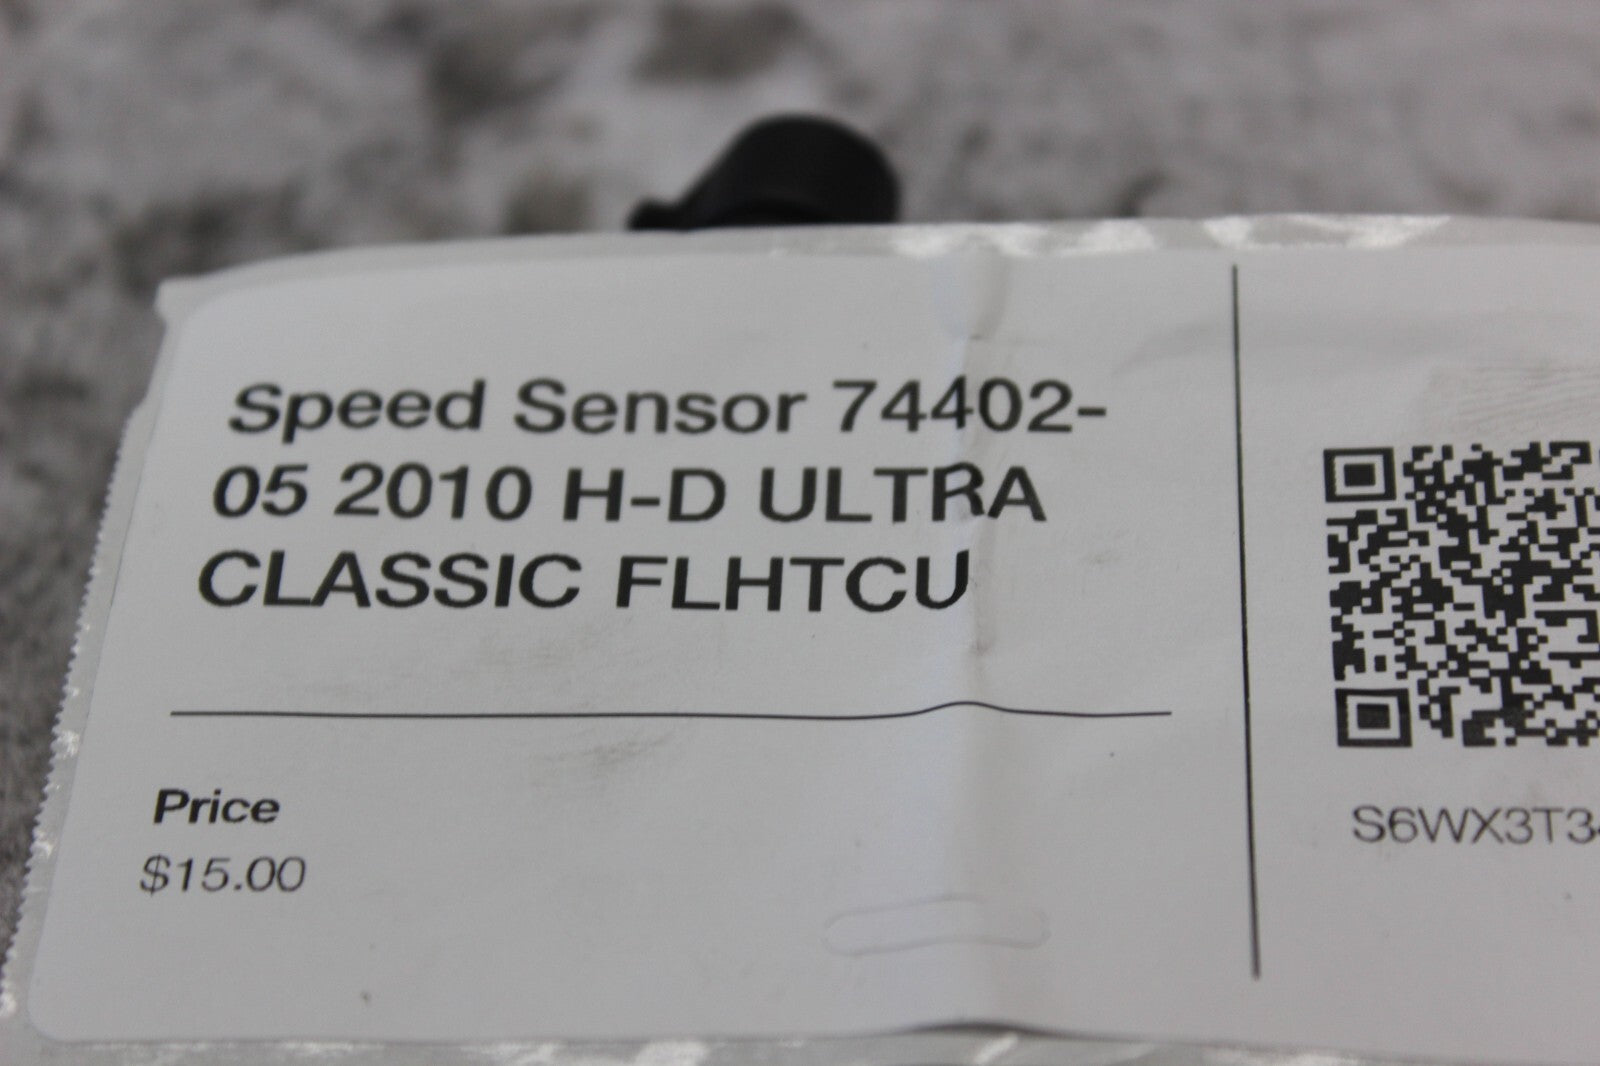 Speed Sensor 74402-
05 2010 H-D ULTRA
CLASSIC FLHTCU
Price
$15.00